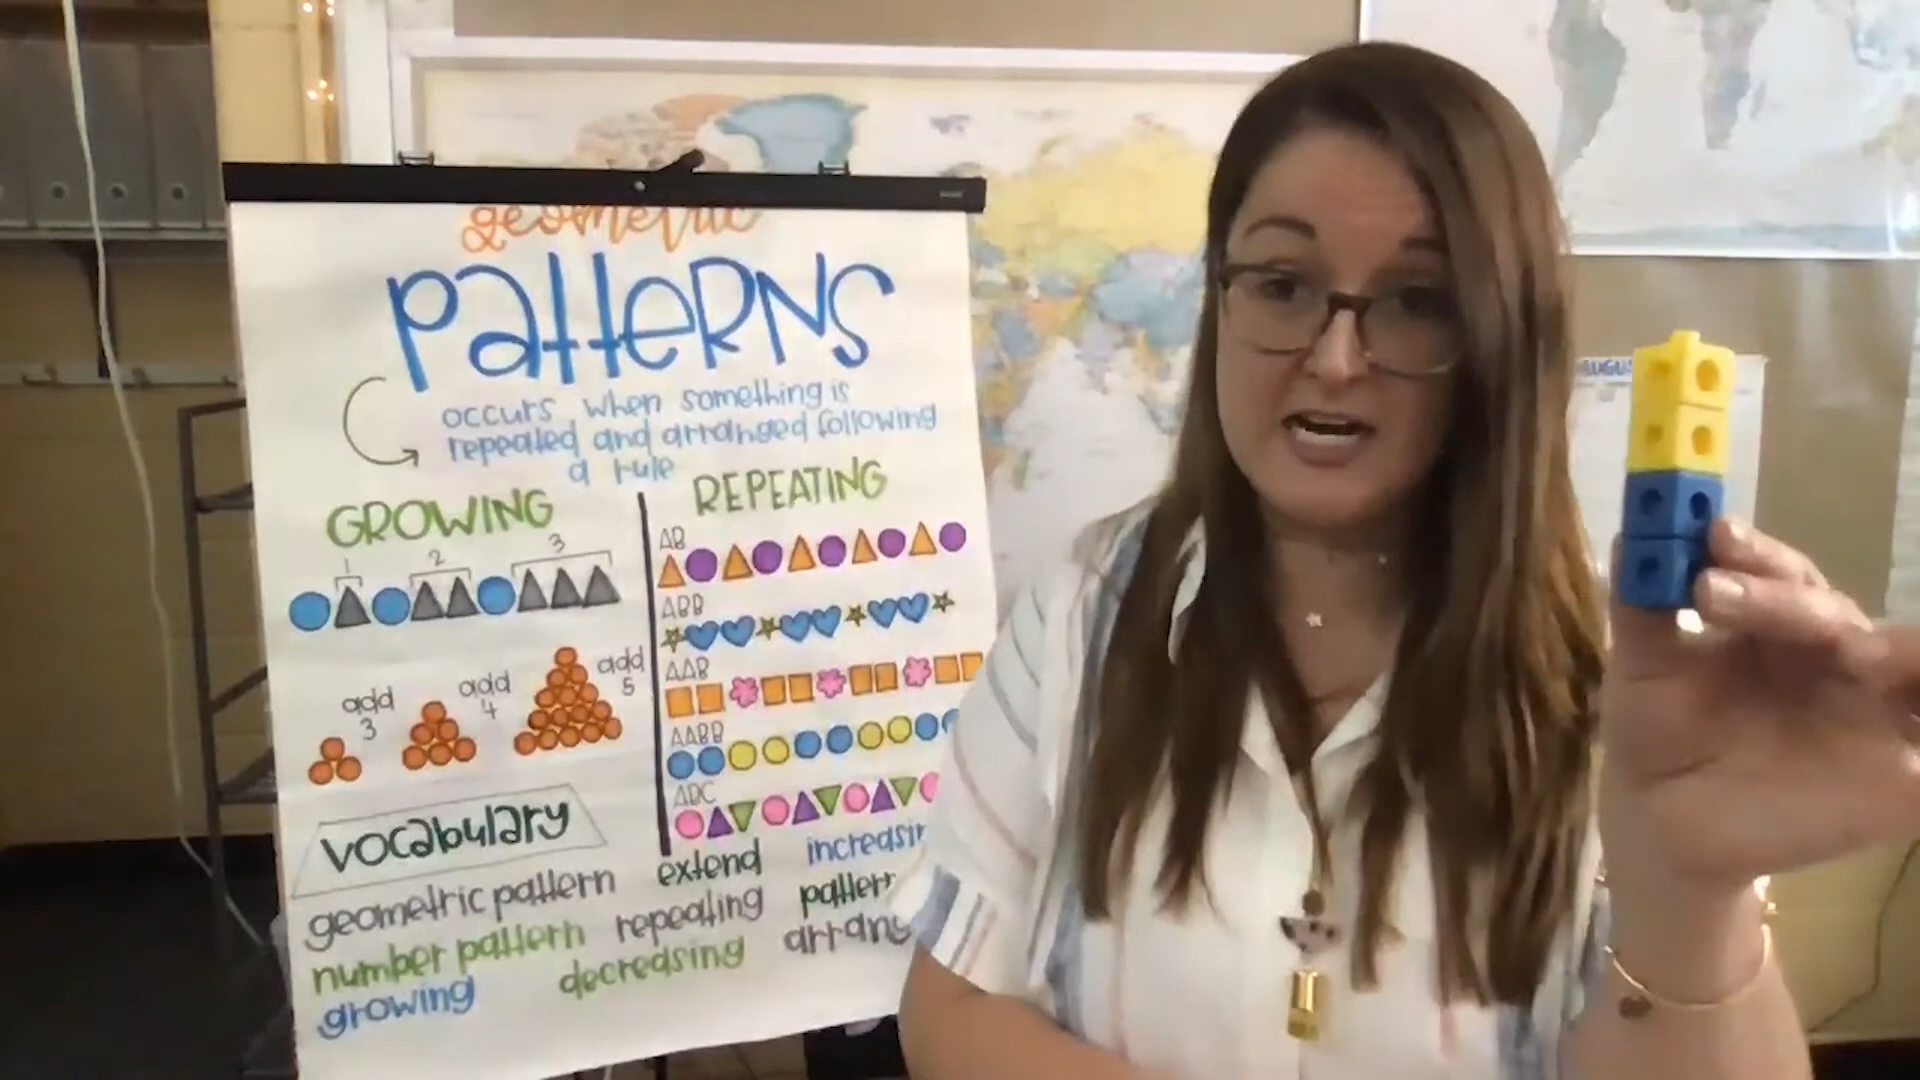 geometric
PATTERNS
occurs when something is
repeated and arranged following
a rule
GROWING
1 2 3
add
3
add
4
add
5
REPEATING
AB
ABB
AAB
AABB
ABC
vocabulary
geometric pattern
number pattern
growing
extend
repeating
decreasing